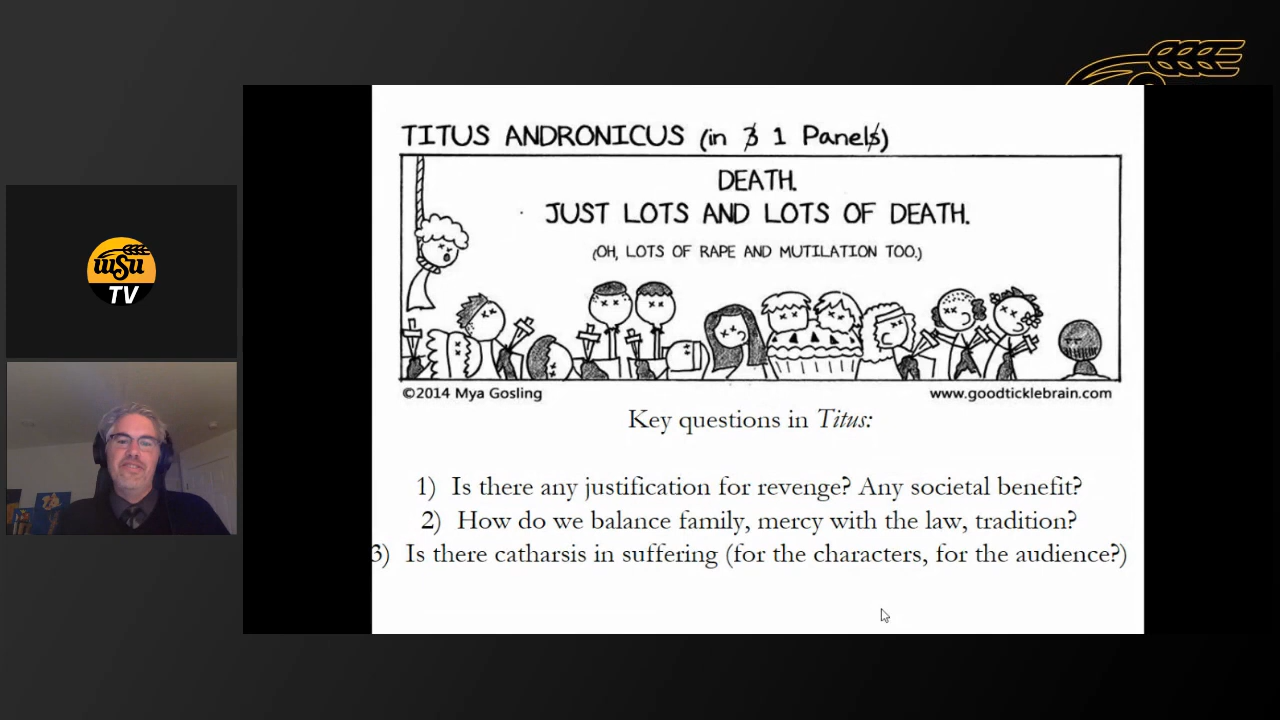 TITUS ANDRONICUS (in 3 1 Panels)
DEATH.
JUST LOTS AND LOTS OF DEATH.
(OH, LOTS OF RAPE AND MUTILATION TOO.)
©2014 Mya Gosling
www.goodticklebrain.com
Key questions in Titus:
1) Is there any justification for revenge? Any societal benefit?
2) How do we balance family, mercy with the law, tradition?
3) Is there catharsis in suffering (for the characters, for the audience?)
wsu
TV